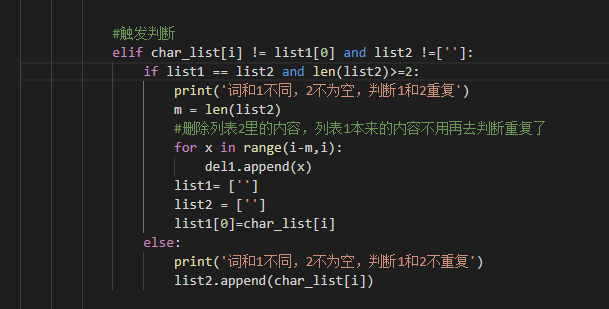 #触发判断
elif char_list[i] != list1[0] and list2 !=['']:
if list1 == list2 and len(list2)>=2:
print('词和1不同，2不为空，判断1和2重复')
m = len(list2)
#删除列表2里的内容，列表1本来的内容不用再去判断重复了
for x in range(i-m,i):
del1.append(x)
list1= ['']
list2 = ['']
list1[0]=char_list[i]
else:
print('词和1不同，2不为空，判断1和2不重复')
list2.append(char_list[i])